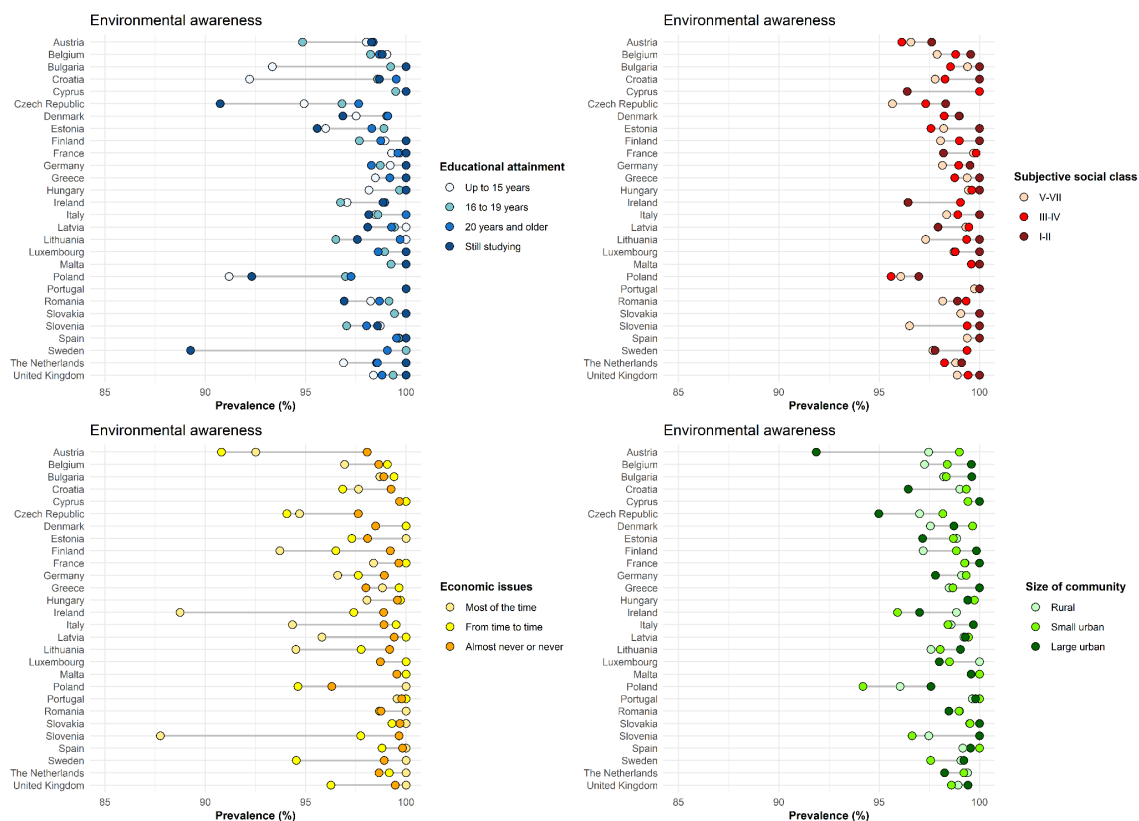 Environmental awareness
Austria
Belgium
Bulgaria
Croatia
Cyprus
Czech Republic
Denmark
Estonia
Finland
France
Germany
Greece
Hungary
Ireland
Italy
Latvia
Lithuania
Luxembourg
Malta
Poland
Portugal
Romania
Slovakia
Slovenia
Spain
Sweden
The Netherlands
United Kingdom
85 90 95 100
Prevalence (%)
Educational attainment
Up to 15 years
16 to 19 years
20 years and older
Still studying
Environmental awareness
Austria
Belgium
Bulgaria
Croatia
Cyprus
Czech Republic
Denmark
Estonia
Finland
France
Germany
Greece
Hungary
Ireland
Italy
Latvia
Lithuania
Luxembourg
Malta
Poland
Portugal
Romania
Slovakia
Slovenia
Spain
Sweden
The Netherlands
United Kingdom
85 90 95 100
Prevalence (%)
Subjective social class
V-VII
III-IV
I-II
Environmental awareness
Austria
Belgium
Bulgaria
Croatia
Cyprus
Czech Republic
Denmark
Estonia
Finland
France
Germany
Greece
Hungary
Ireland
Italy
Latvia
Lithuania
Luxembourg
Malta
Poland
Portugal
Romania
Slovakia
Slovenia
Spain
Sweden
The Netherlands
United Kingdom
85 90 95 100
Prevalence (%)
Economic issues
Most of the time
From time to time
Almost never or never
Environmental awareness
Austria
Belgium
Bulgaria
Croatia
Cyprus
Czech Republic
Denmark
Estonia
Finland
France
Germany
Greece
Hungary
Ireland
Italy
Latvia
Lithuania
Luxembourg
Malta
Poland
Portugal
Romania
Slovakia
Slovenia
Spain
Sweden
The Netherlands
United Kingdom
85 90 95 100
Prevalence (%)
Size of community
Rural
Small urban
Large urban